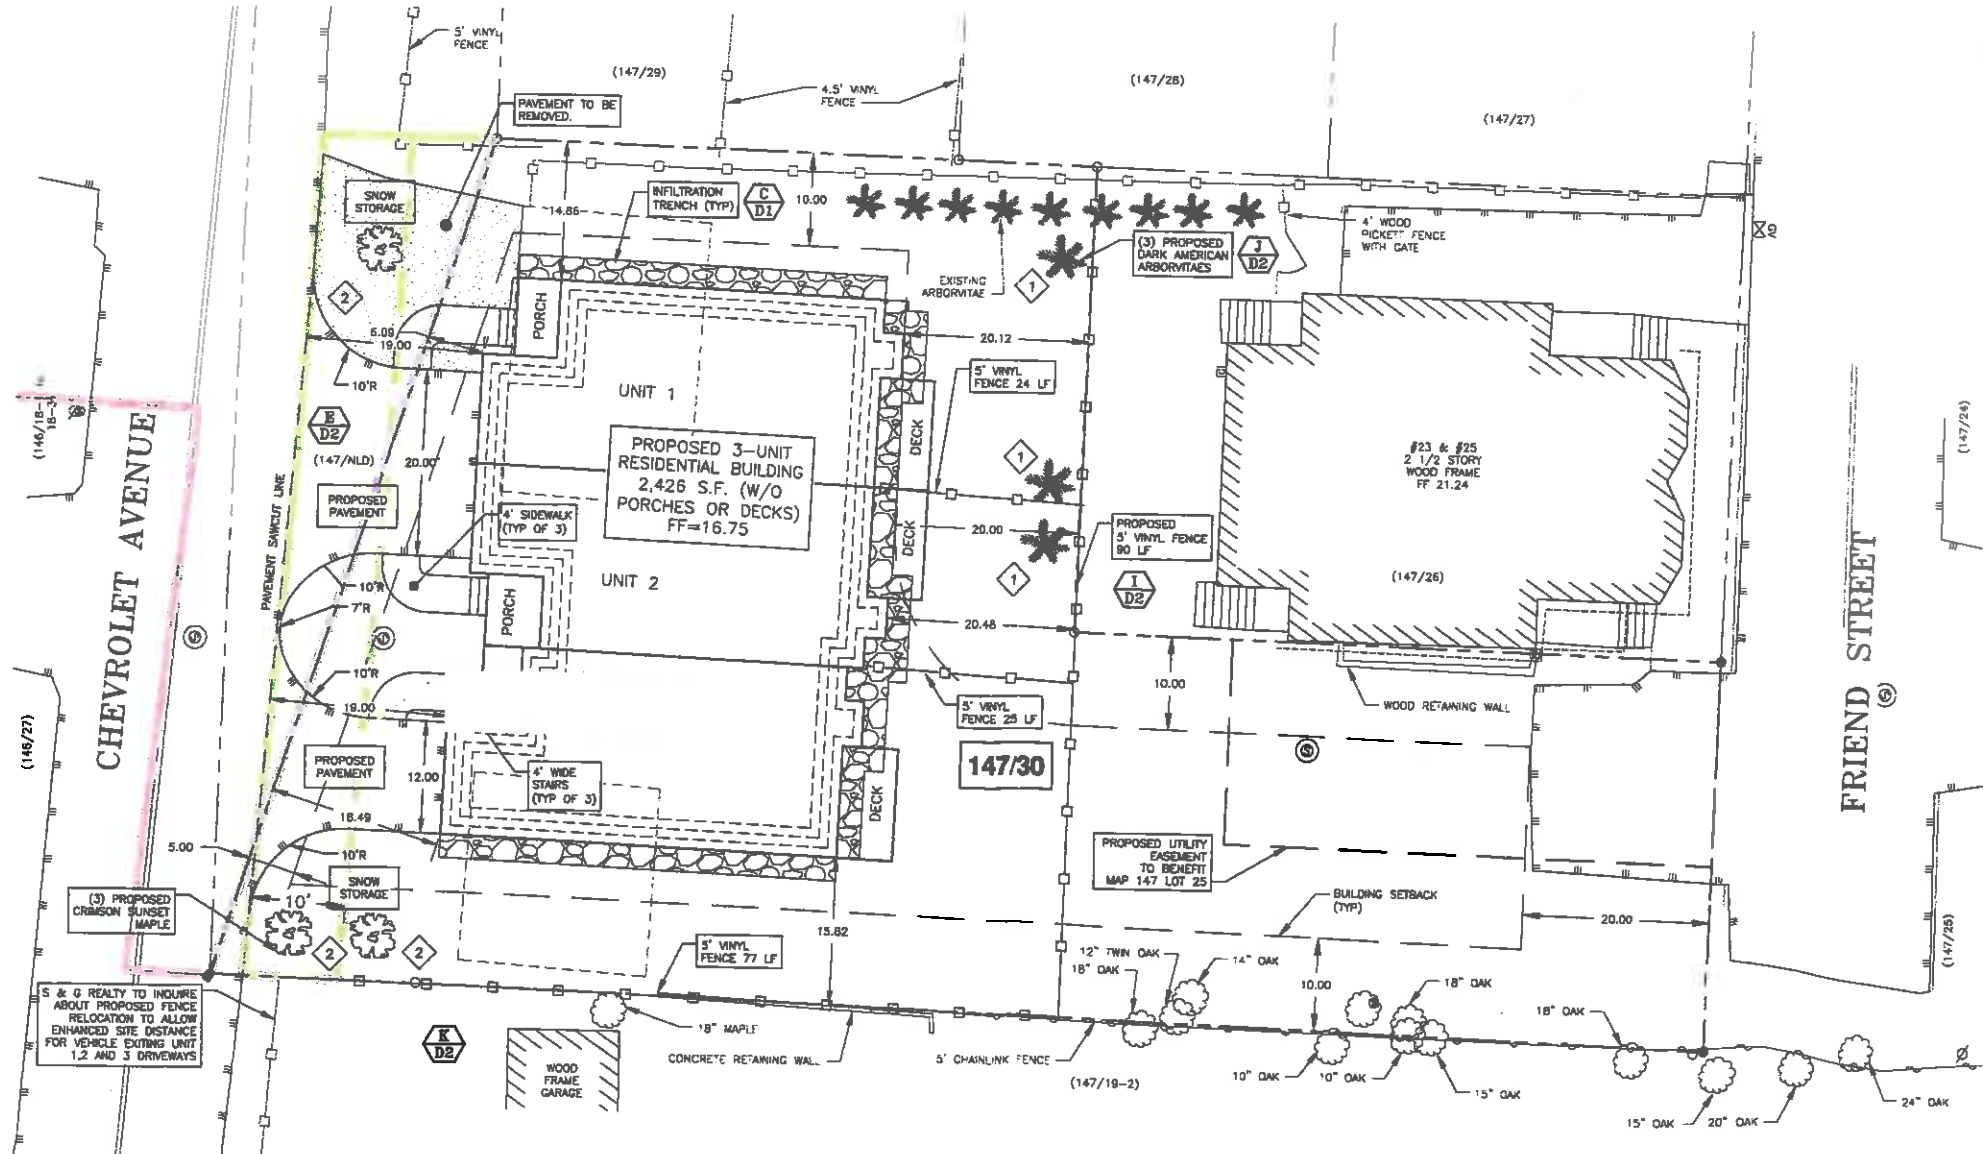 5' VINYL
FENCE
(147/29)
4.5' VINYL
FENCE
(147/28)
(147/27)
PAVEMENT TO BE
REMOVED.
SNOW
STORAGE
INFILTRATION
TRENCH (TYP)
C
D1
14.86
10.00
4' WOOD
PICKETT FENCE
WITH GATE
GV
(3) PROPOSED
DARK AMERICAN
ARBORVITAES
J
D2
EXISTING
ARBORVITAE
1
2
PORCH
6.09
19.00
10'R
20.12
5' VINYL
FENCE 24 LF
UNIT 1
DECK
(146/18-
18-3
E
D2
(147/NLD)
20.00
PROPOSED
PAVEMENT
PAVEMENT SAWCUT LINE
CHEVROLET AVENUE
PROPOSED 3-UNIT
RESIDENTIAL BUILDING
2,426 S.F. (W/O
PORCHES OR DECKS)
FF=16.75
4' SIDEWALK
(TYP OF 3)
1
#23 & #25
2 1/2 STORY
WOOD FRAME
FF 21.24
(147/24)
DECK
20.00
PROPOSED
5' VINYL FENCE
90 LF
I
D2
1
(147/26)
UNIT 2
PORCH
10'R
7'R
S
10'R
20.48
S
10.00
5' VINYL
FENCE 25 LF
WOOD RETAINING WALL
S
FRIEND STREET
19.00
(146/27)
PROPOSED
PAVEMENT
12.00
4' WIDE
STAIRS
(TYP OF 3)
147/30
S
DECK
18.49
5.00
10'R
SNOW
STORAGE
10'
(3) PROPOSED
CRIMSON SUNSET
MAPLE
2
2
PROPOSED UTILITY
EASEMENT
TO BENEFIT
MAP 147 LOT 25
BUILDING SETBACK
(TYP)
20.00
(147/25)
15.82
5' VINYL
FENCE 77 LF
12" TWIN OAK
18" OAK
14" OAK
10.00
18" OAK
18" OAK
S & G REALTY TO INQUIRE
ABOUT PROPOSED FENCE
RELOCATION TO ALLOW
ENHANCED SITE DISTANCE
FOR VEHICLE EXITING UNIT
1,2 AND 3 DRIVEWAYS
K
D2
18" MAPLE
CONCRETE RETAINING WALL
5' CHAINLINK FENCE
WOOD
FRAME
GARAGE
(147/19-2)
10" OAK
10" OAK
15" OAK
15" OAK
20" OAK
24" OAK